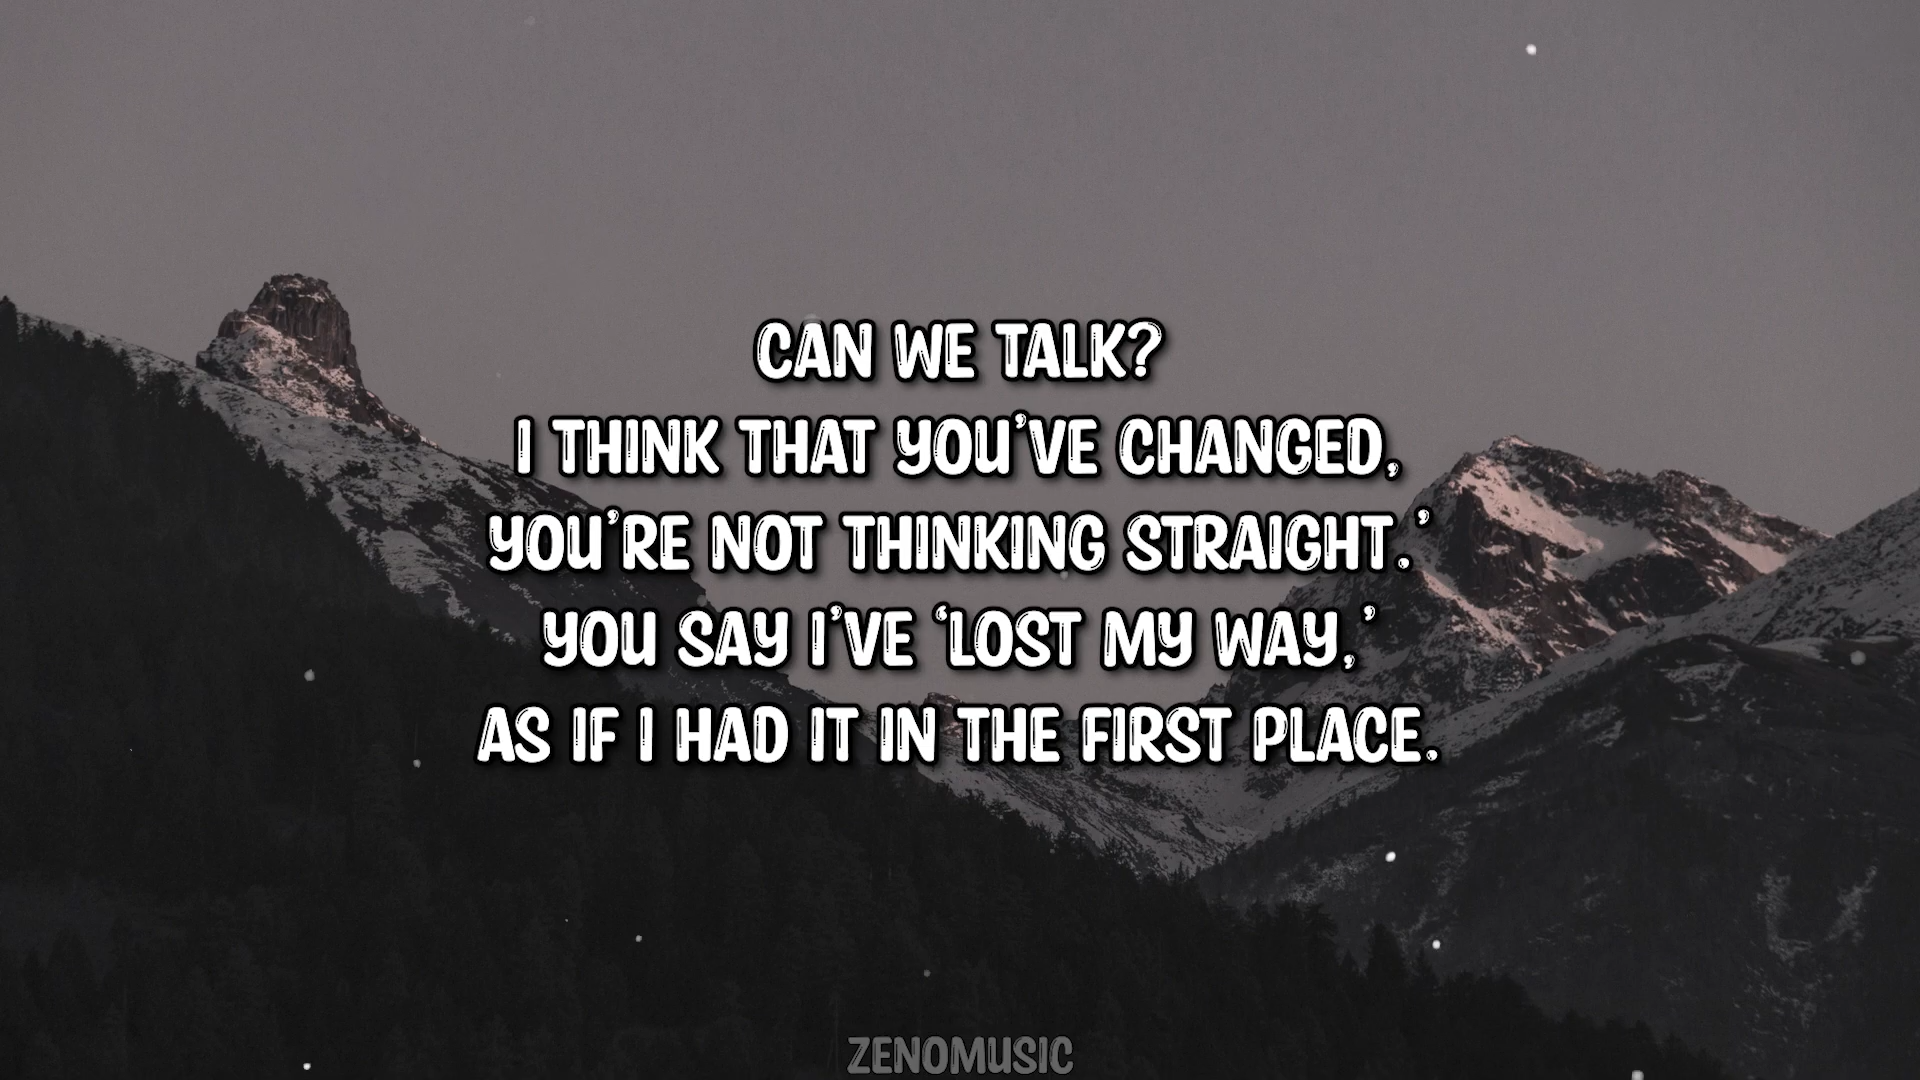 CAN WE TALK?
I THINK THAT YOU'VE CHANGED,
YOU'RE NOT THINKING STRAIGHT.'
YOU SAY I'VE 'LOST MY WAY,'
AS IF I HAD IT IN THE FIRST PLACE.
ZENOMUSIC